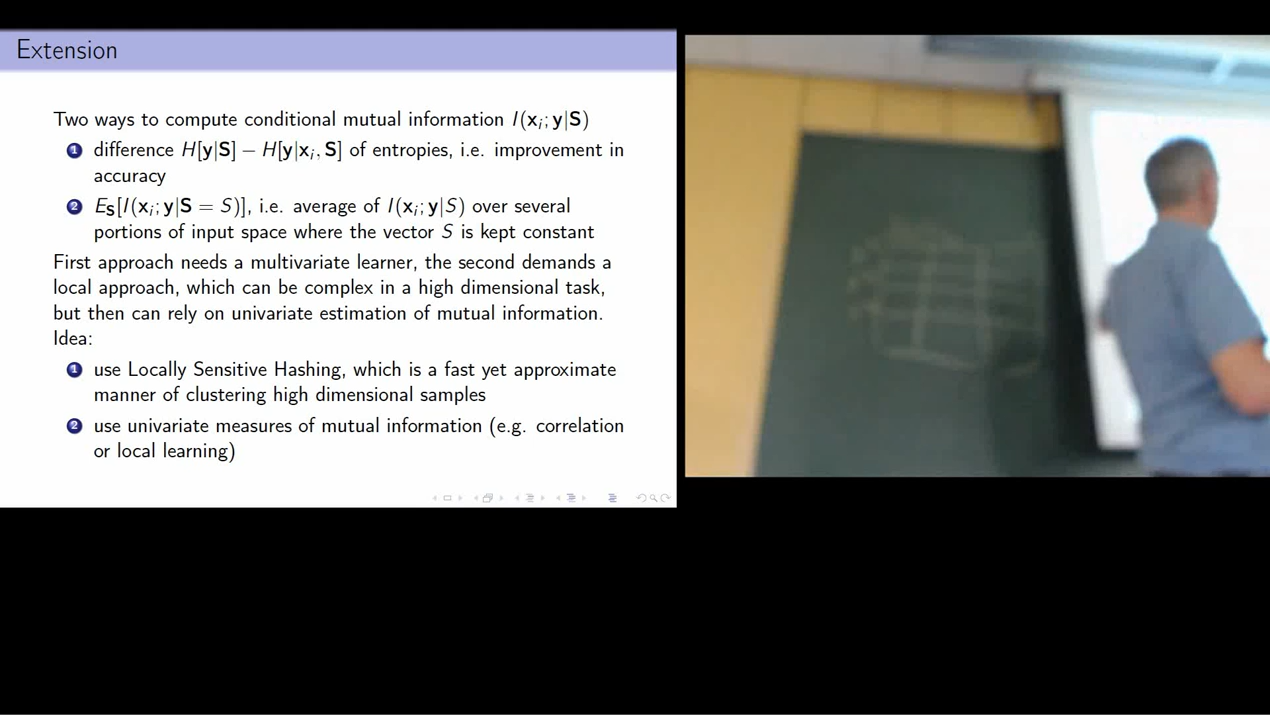 Extension
Two ways to compute conditional mutual information I(x_i; y|S)
1 difference H[y|S] − H[y|x_i, S] of entropies, i.e. improvement in
accuracy
2 E_S[I(x_i; y|S = S)], i.e. average of I(x_i; y|S) over several
portions of input space where the vector S is kept constant
First approach needs a multivariate learner, the second demands a
local approach, which can be complex in a high dimensional task,
but then can rely on univariate estimation of mutual information.
Idea:
1 use Locally Sensitive Hashing, which is a fast yet approximate
manner of clustering high dimensional samples
2 use univariate measures of mutual information (e.g. correlation
or local learning)